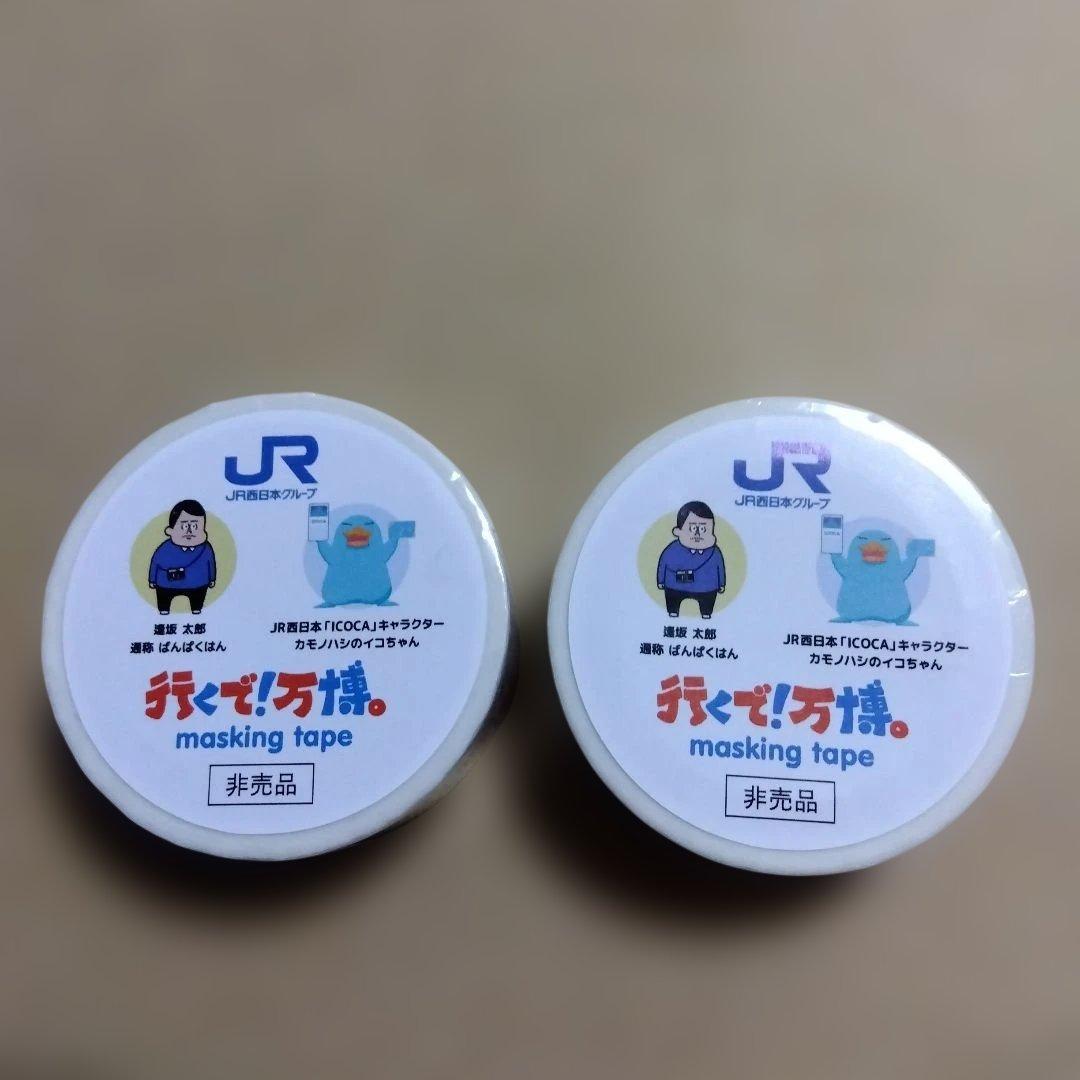 JR
JR西日本グループ
逢坂 太郎
通称 ばんぱくはん
JR西日本「ICOCA」キャラクター
カモノハシのイコちゃん
行くで!万博。
masking tape
非売品
JR
JR西日本グループ
逢坂 太郎
通称 ばんぱくはん
JR西日本「ICOCA」キャラクター
カモノハシのイコちゃん
行くで!万博。
masking tape
非売品